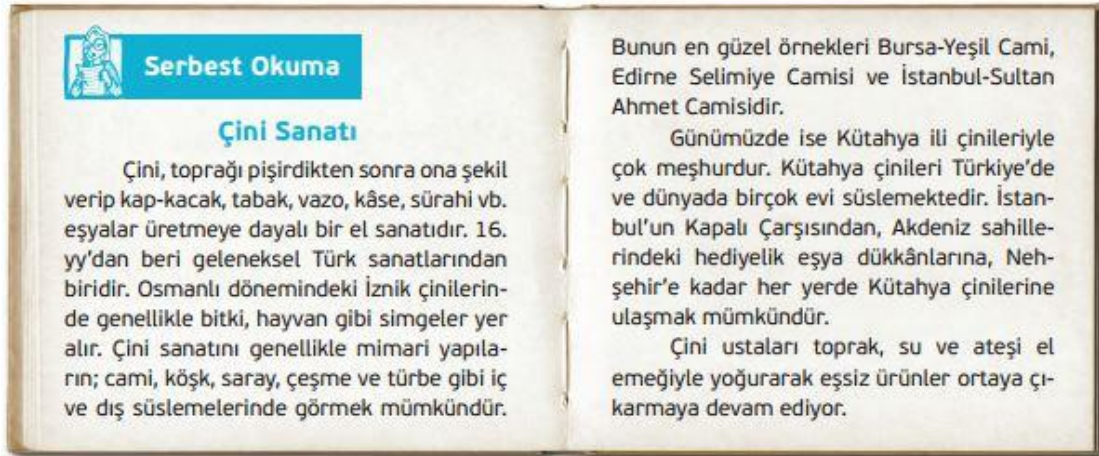 Serbest Okuma
Çini Sanatı
Çini, toprağı pişirdikten sonra ona şekil
verip kap-kacak, tabak, vazo, kâse, sürahi vb.
eşyalar üretmeye dayalı bir el sanatıdır. 16.
yy'dan beri geleneksel Türk sanatlarından
biridir. Osmanlı dönemindeki İznik çinilerin-
de genellikle bitki, hayvan gibi simgeler yer
alır. Çini sanatını genellikle mimari yapıla-
rın; cami, köşk, saray, çeşme ve türbe gibi iç
ve dış süslemelerinde görmek mümkündür.
Bunun en güzel örnekleri Bursa-Yeşil Cami,
Edirne Selimiye Camisi ve İstanbul-Sultan
Ahmet Camisidir.
Günümüzde ise Kütahya ili çinileriyle
çok meşhurdur. Kütahya çinileri Türkiye'de
ve dünyada birçok evi süslemektedir. İstan-
bul'un Kapalı Çarşısından, Akdeniz sahille-
rindeki hediyelik eşya dükkânlarına, Neh-
şehir'e kadar her yerde Kütahya çinilerine
ulaşmak mümkündür.
Çini ustaları toprak, su ve ateşi el
emeğiyle yoğurarak eşsiz ürünler ortaya çı-
karmaya devam ediyor.